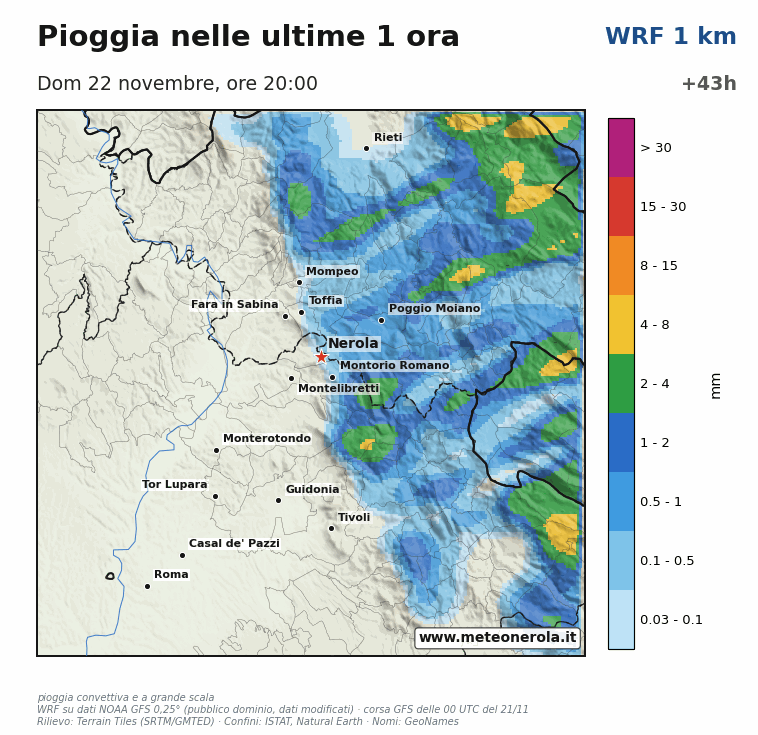 Pioggia nelle ultime 1 ora
WRF 1 km
Dom 22 novembre, ore 20:00
+43h
Rieti
Mompeo
Fara in Sabina
Toffia
Poggio Moiano
Nerola
Montorio Romano
Montelibretti
Monterotondo
Tor Lupara
Guidonia
Tivoli
Casal de' Pazzi
Roma
www.meteonerola.it
> 30
15 - 30
8 - 15
4 - 8
2 - 4
1 - 2
0.5 - 1
0.1 - 0.5
0.03 - 0.1
mm
pioggia convettiva e a grande scala
WRF su dati NOAA GFS 0,25° (pubblico dominio, dati modificati) · corsa GFS delle 00 UTC del 21/11
Rilievo: Terrain Tiles (SRTM/GMTED) · Confini: ISTAT, Natural Earth · Nomi: GeoNames